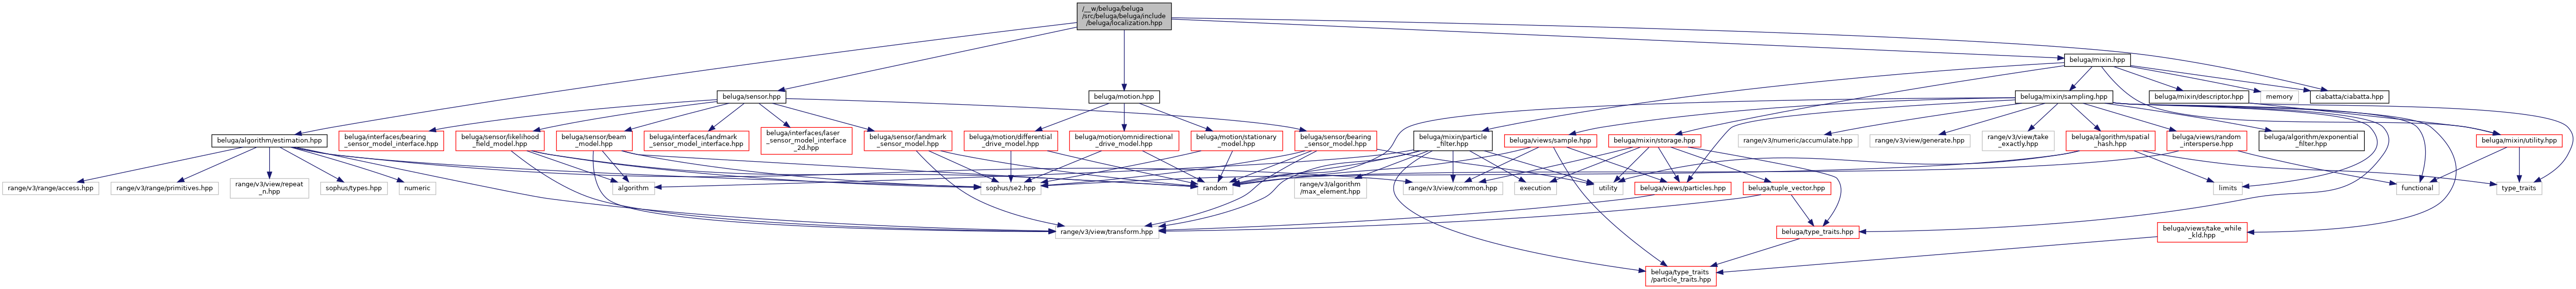 /__w/beluga/beluga
/src/beluga/beluga/include
/beluga/localization.hpp
beluga/mixin.hpp
beluga/sensor.hpp
beluga/motion.hpp
beluga/mixin/sampling.hpp
beluga/mixin/descriptor.hpp
memory
ciabatta/ciabatta.hpp
beluga/algorithm/estimation.hpp
beluga/interfaces/bearing
_sensor_model_interface.hpp
beluga/sensor/likelihood
_field_model.hpp
beluga/sensor/beam
_model.hpp
beluga/interfaces/landmark
_sensor_model_interface.hpp
beluga/interfaces/laser
_sensor_model_interface
_2d.hpp
beluga/sensor/landmark
_sensor_model.hpp
beluga/motion/differential
_drive_model.hpp
beluga/motion/omnidirectional
_drive_model.hpp
beluga/motion/stationary
_model.hpp
beluga/sensor/bearing
_sensor_model.hpp
beluga/mixin/particle
_filter.hpp
beluga/views/sample.hpp
beluga/mixin/storage.hpp
range/v3/numeric/accumulate.hpp
range/v3/view/generate.hpp
range/v3/view/take
_exactly.hpp
beluga/algorithm/spatial
_hash.hpp
beluga/views/random
_intersperse.hpp
beluga/algorithm/exponential
_filter.hpp
beluga/mixin/utility.hpp
range/v3/range/access.hpp
range/v3/range/primitives.hpp
range/v3/view/repeat
_n.hpp
sophus/types.hpp
numeric
algorithm
sophus/se2.hpp
random
range/v3/algorithm
/max_element.hpp
range/v3/view/common.hpp
execution
utility
beluga/views/particles.hpp
beluga/tuple_vector.hpp
limits
functional
type_traits
range/v3/view/transform.hpp
beluga/type_traits.hpp
beluga/views/take_while
_kld.hpp
beluga/type_traits
/particle_traits.hpp